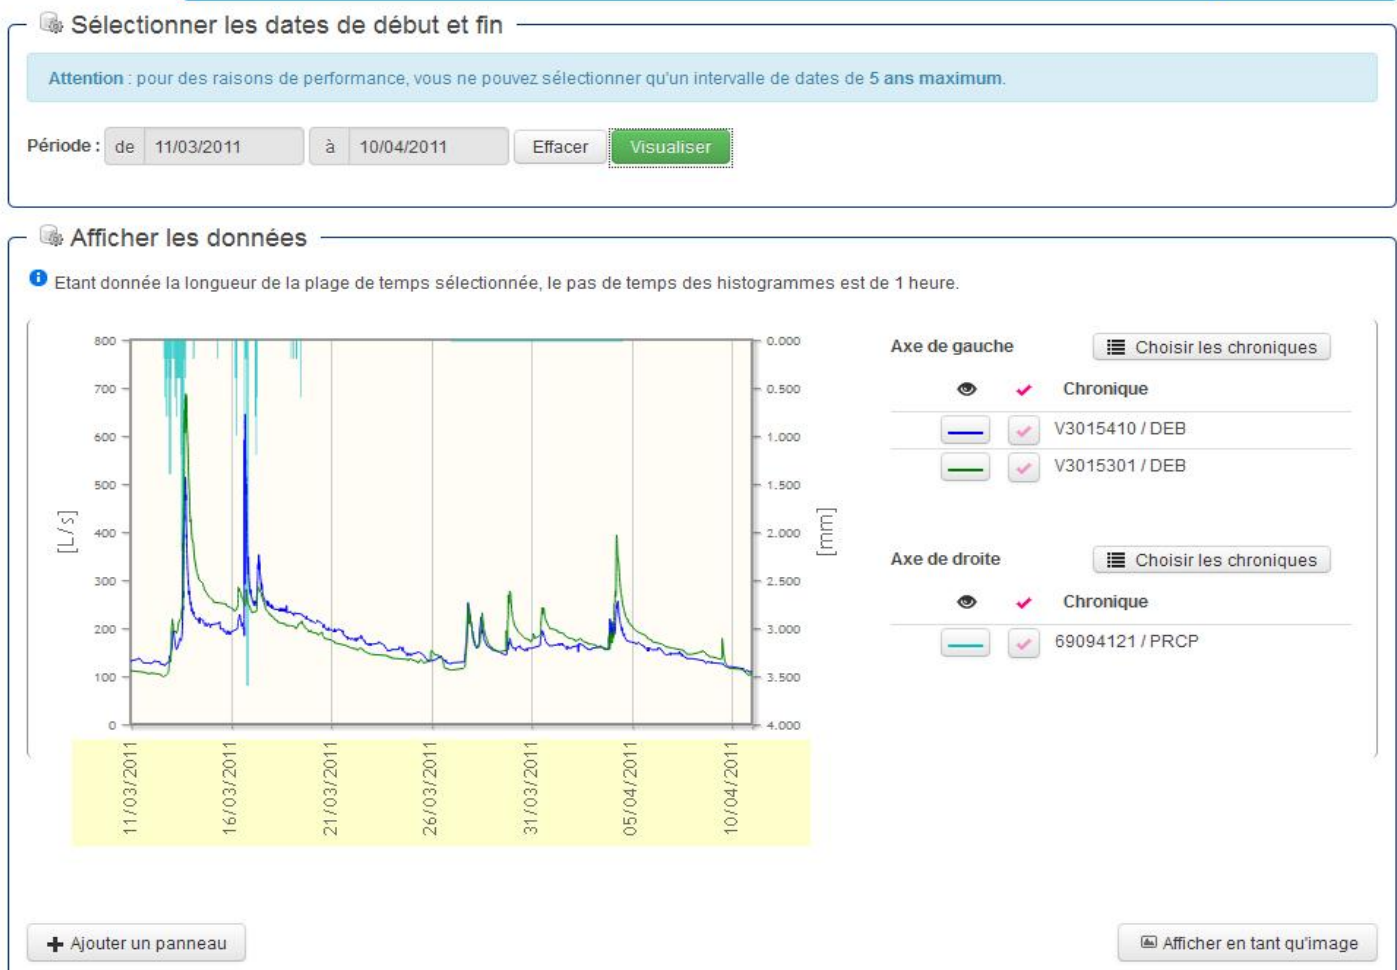 Sélectionner les dates de début et fin
Attention : pour des raisons de performance, vous ne pouvez sélectionner qu'un intervalle de dates de 5 ans maximum.
Période : de 11/03/2011 à 10/04/2011 Effacer Visualiser
Afficher les données
Etant donnée la longueur de la plage de temps sélectionnée, le pas de temps des histogrammes est de 1 heure.
800
700
600
500
400
300
200
100
0
[L/s]
0.000
0.500
1.000
1.500
2.000
2.500
3.000
3.500
4.000
[mm]
11/03/2011
16/03/2011
21/03/2011
26/03/2011
31/03/2011
05/04/2011
10/04/2011
Axe de gauche Choisir les chroniques
Chronique
V3015410 / DEB
V3015301 / DEB
Axe de droite Choisir les chroniques
Chronique
69094121 / PRCP
Ajouter un panneau
Afficher en tant qu'image